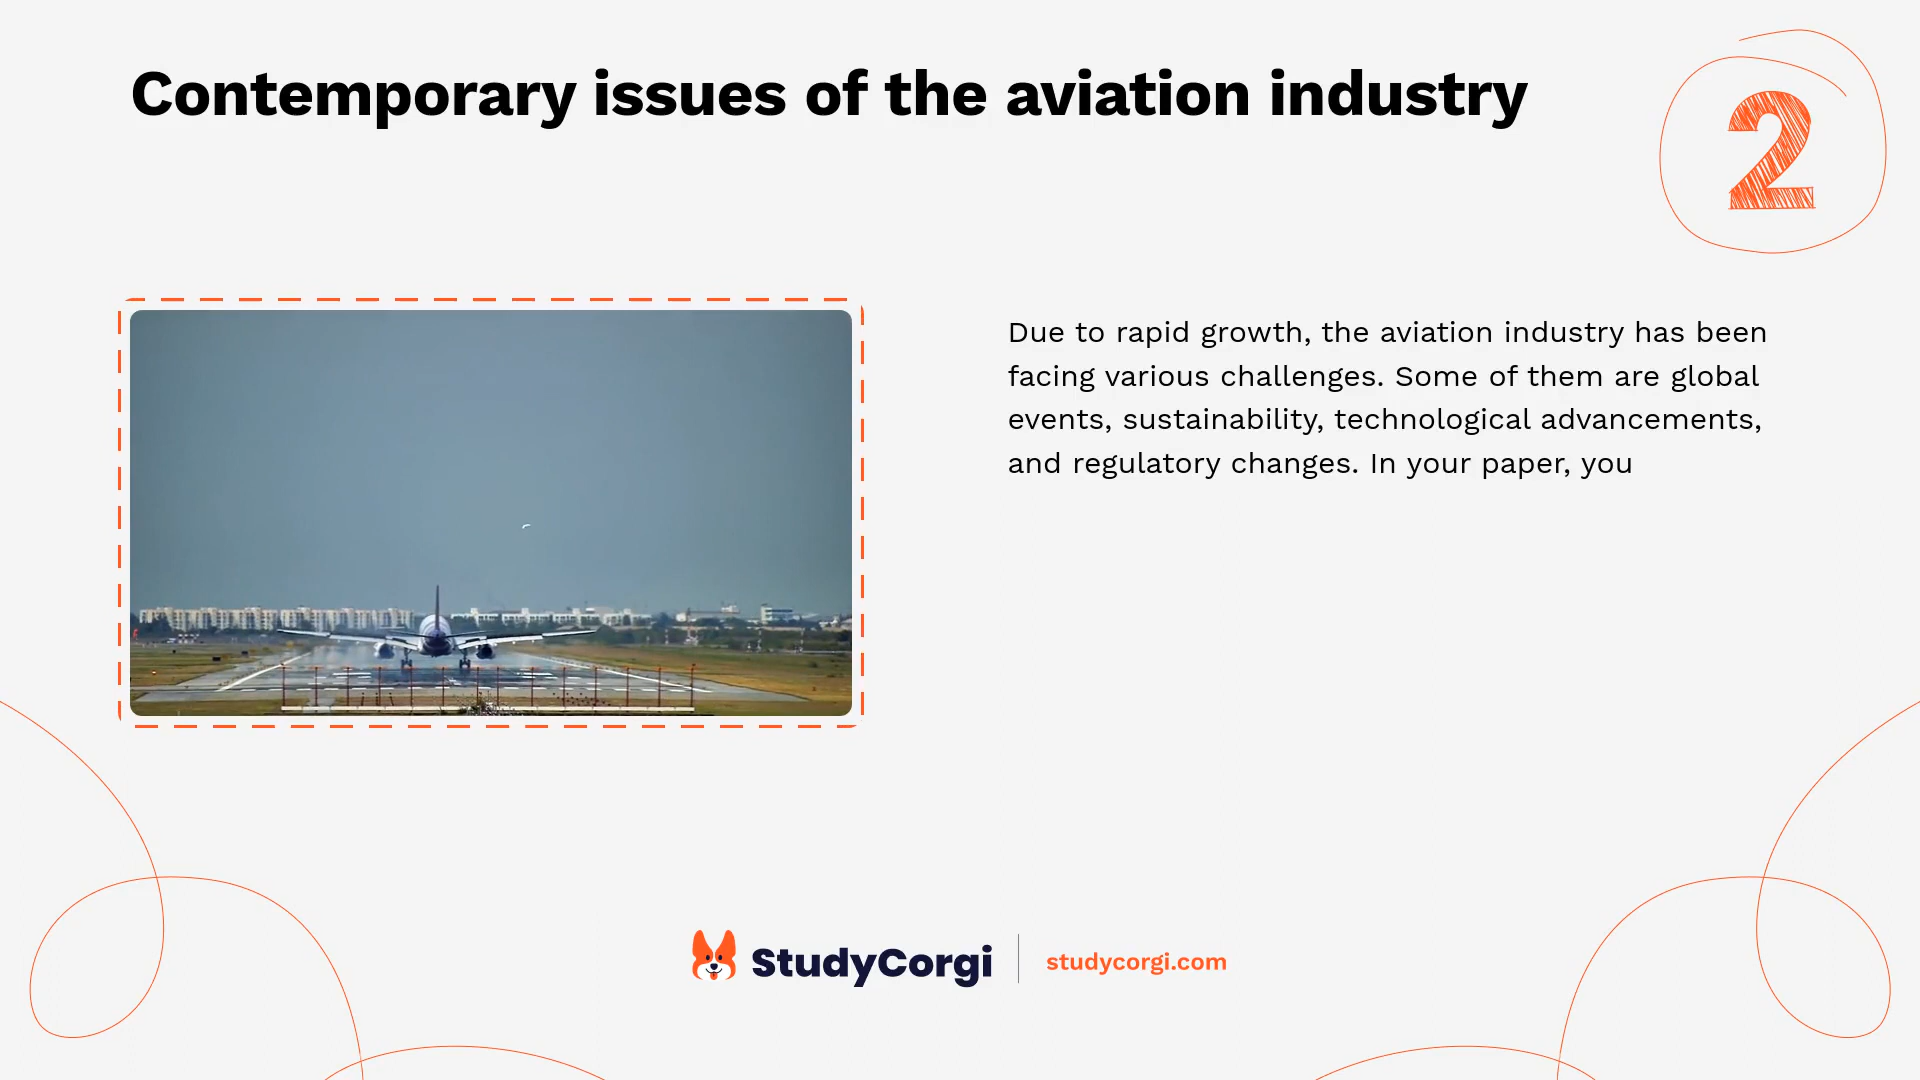 Contemporary issues of the aviation industry
2
Due to rapid growth, the aviation industry has been
facing various challenges. Some of them are global
events, sustainability, technological advancements,
and regulatory changes. In your paper, you
StudyCorgi
studycorgi.com